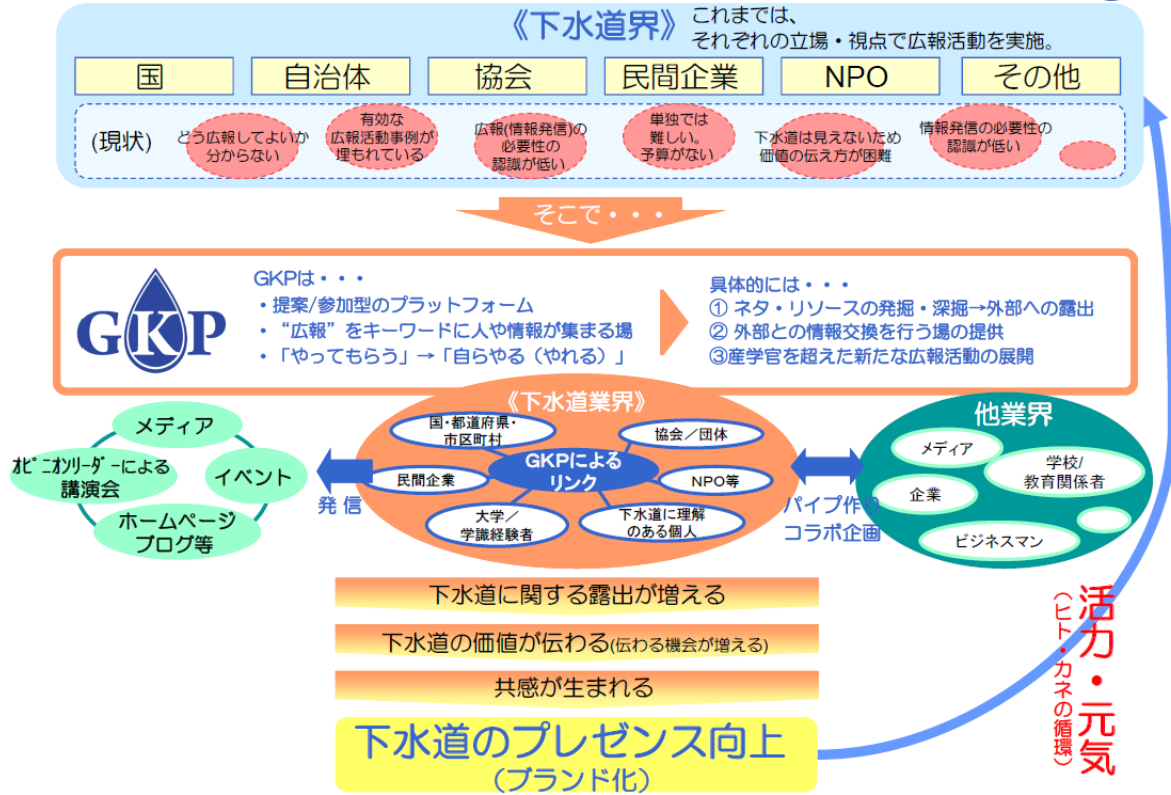 《下水道界》
これまでは、
それぞれの立場・視点で広報活動を実施。
国
自治体
協会
民間企業
NPO
その他
(現状)
どう広報してよいか
分からない
有効な
広報活動事例が
埋もれている
広報(情報発信)の
必要性の
認識が低い
単独では
難しい。
予算がない
下水道は見えないため
価値の伝え方が困難
情報発信の必要性の
認識が低い
そこで・・・
GKP
GKPは・・・
・提案/参加型のプラットフォーム
・“広報”をキーワードに人や情報が集まる場
・「やってもらう」→「自らやる（やれる）」
具体的には・・・
① ネタ・リソースの発掘・深掘→外部への露出
② 外部との情報交換を行う場の提供
③産学官を超えた新たな広報活動の展開
メディア
ｵﾋﾟﾆｵﾝﾘｰﾀﾞｰによる
講演会
イベント
ホームページ
ブログ等
発 信
《下水道業界》
国・都道府県・
市区町村
協会／団体
GKPによる
リンク
民間企業
NPO等
大学／
学識経験者
下水道に理解
のある個人
パイプ作り
コラボ企画
他業界
メディア
学校/
教育関係者
企業
ビジネスマン
下水道に関する露出が増える
下水道の価値が伝わる(伝わる機会が増える)
共感が生まれる
下水道のプレゼンス向上
（ブランド化）
活力・元気
（ヒト・カネの循環）